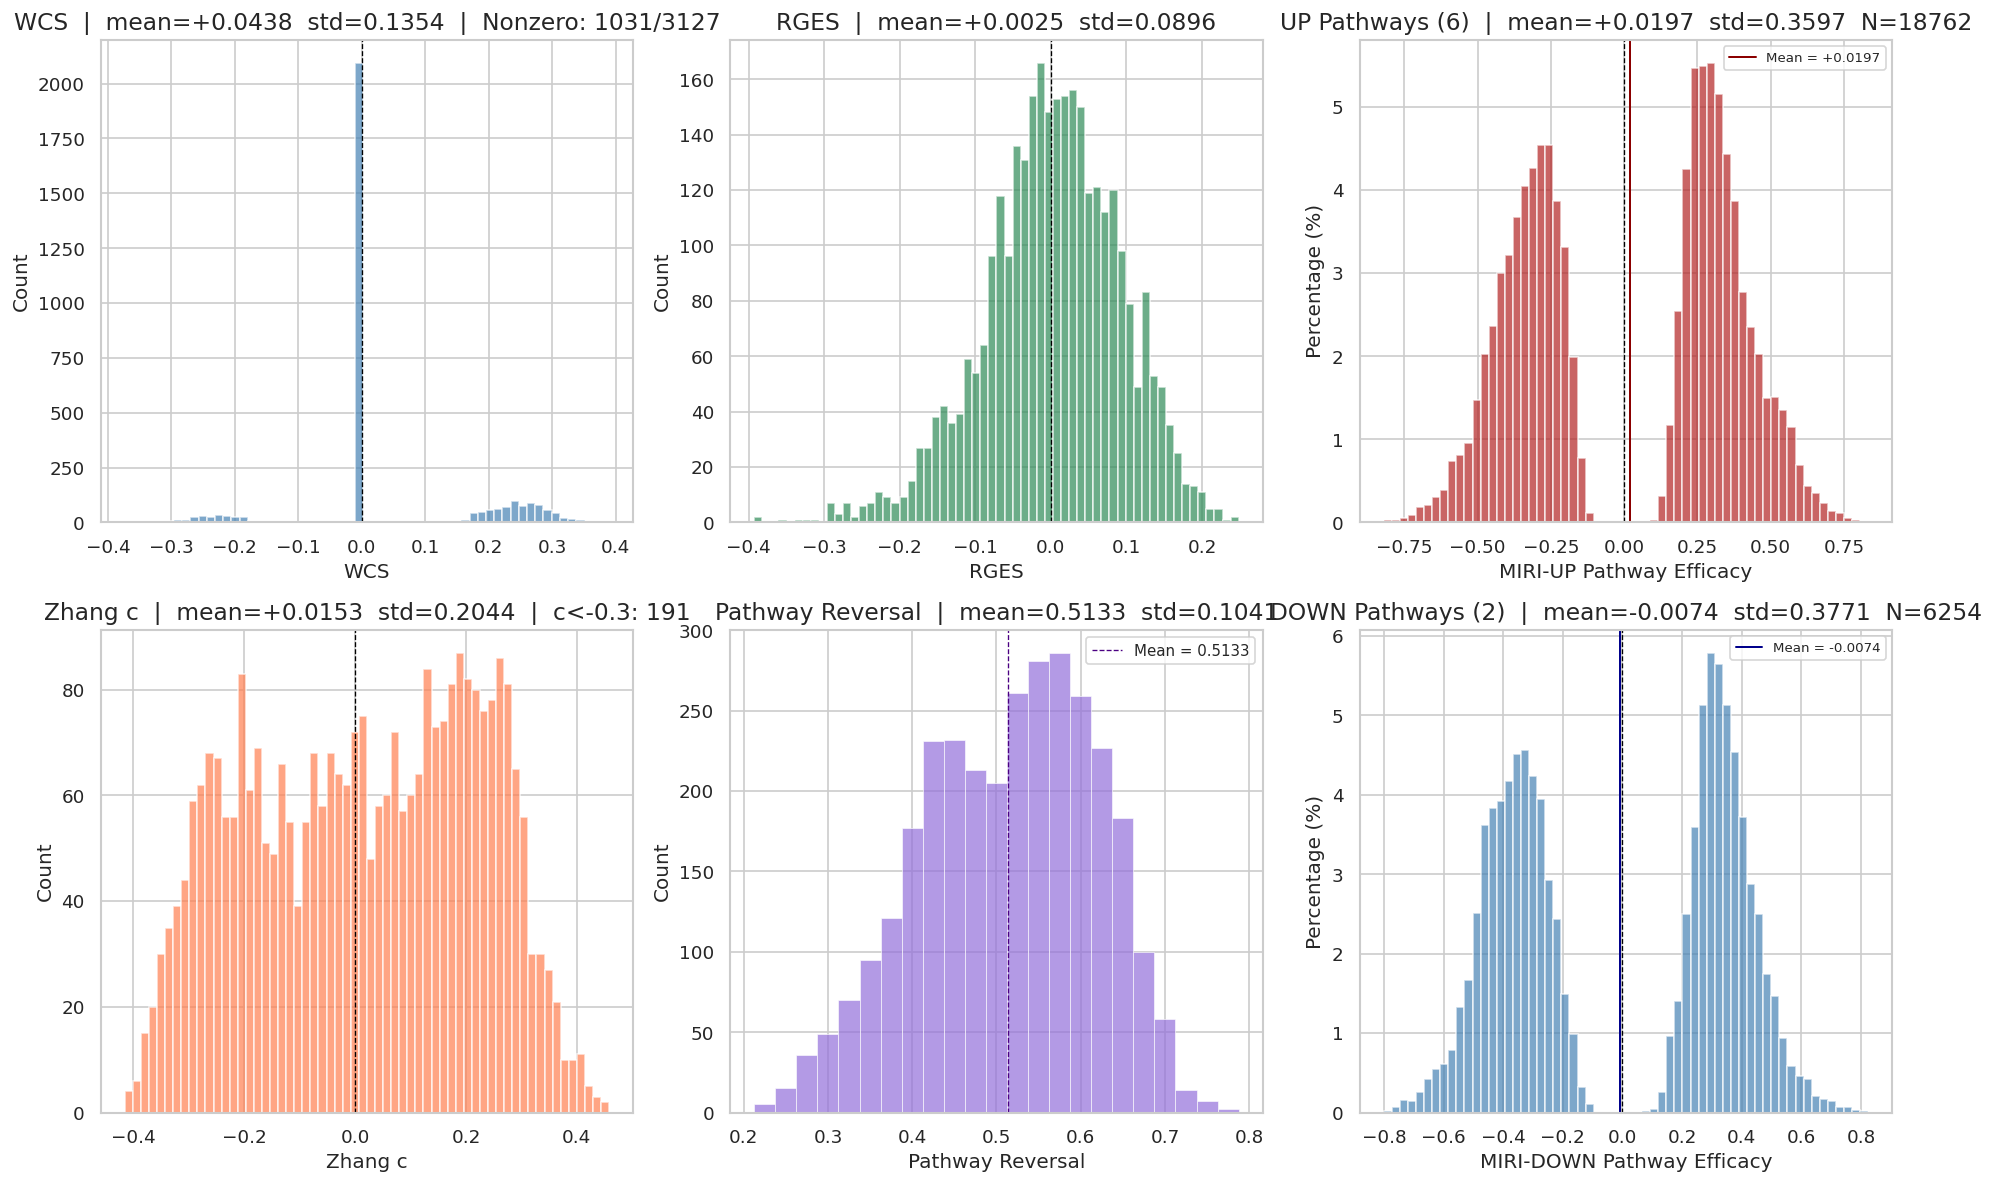 WCS | mean=+0.0438 std=0.1354 | Nonzero: 1031/3127
Count
2000
1750
1500
1250
1000
750
500
250
0
−0.4 −0.3 −0.2 −0.1 0.0 0.1 0.2 0.3 0.4
WCS
RGES | mean=+0.0025 std=0.0896
Count
160
140
120
100
80
60
40
20
0
−0.4 −0.3 −0.2 −0.1 0.0 0.1 0.2
RGES
UP Pathways (6) | mean=+0.0197 std=0.3597 N=18762
Mean = +0.0197
Percentage (%)
5
4
3
2
1
0
−0.75 −0.50 −0.25 0.00 0.25 0.50 0.75
MIRI-UP Pathway Efficacy
Zhang c | mean=+0.0153 std=0.2044 | c<-0.3: 191
Count
80
60
40
20
0
−0.4 −0.2 0.0 0.2 0.4
Zhang c
Pathway Reversal | mean=0.5133 std=0.1041
Mean = 0.5133
Count
300
250
200
150
100
50
0
0.2 0.3 0.4 0.5 0.6 0.7 0.8
Pathway Reversal
DOWN Pathways (2) | mean=-0.0074 std=0.3771 N=6254
Mean = -0.0074
Percentage (%)
6
5
4
3
2
1
0
−0.8 −0.6 −0.4 −0.2 0.0 0.2 0.4 0.6 0.8
MIRI-DOWN Pathway Efficacy